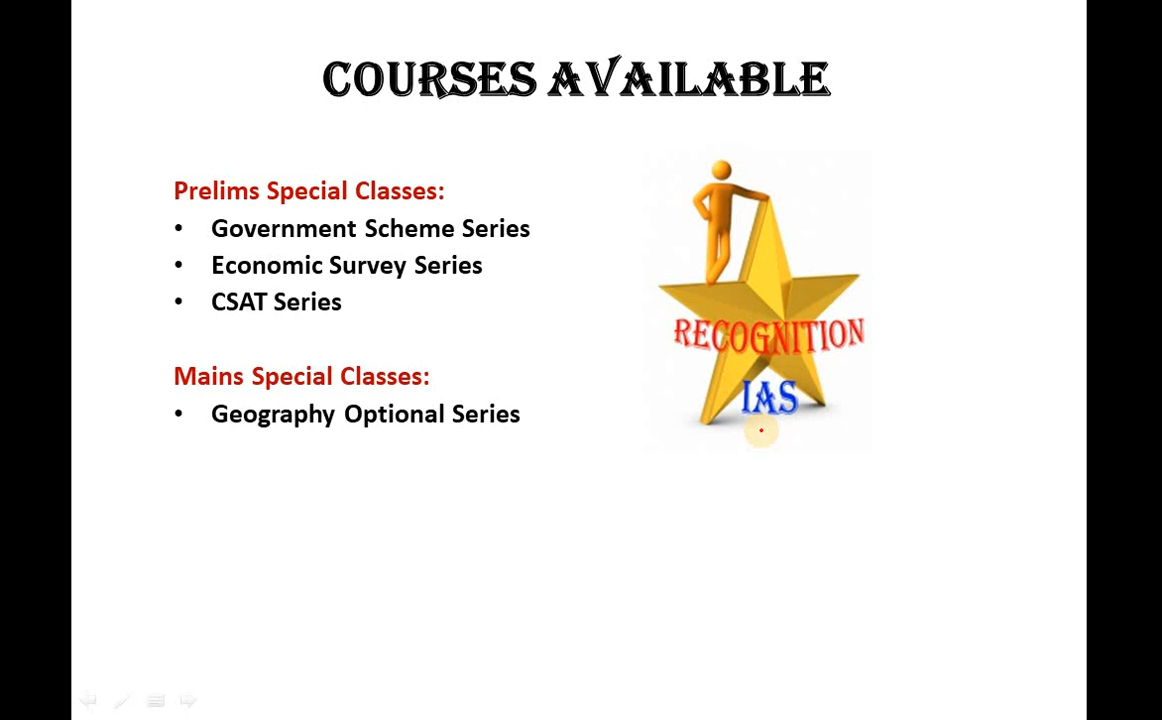 COURSES AVAILABLE
Prelims Special Classes:
• Government Scheme Series
• Economic Survey Series
• CSAT Series
Mains Special Classes:
• Geography Optional Series
RECOGNITION
IAS